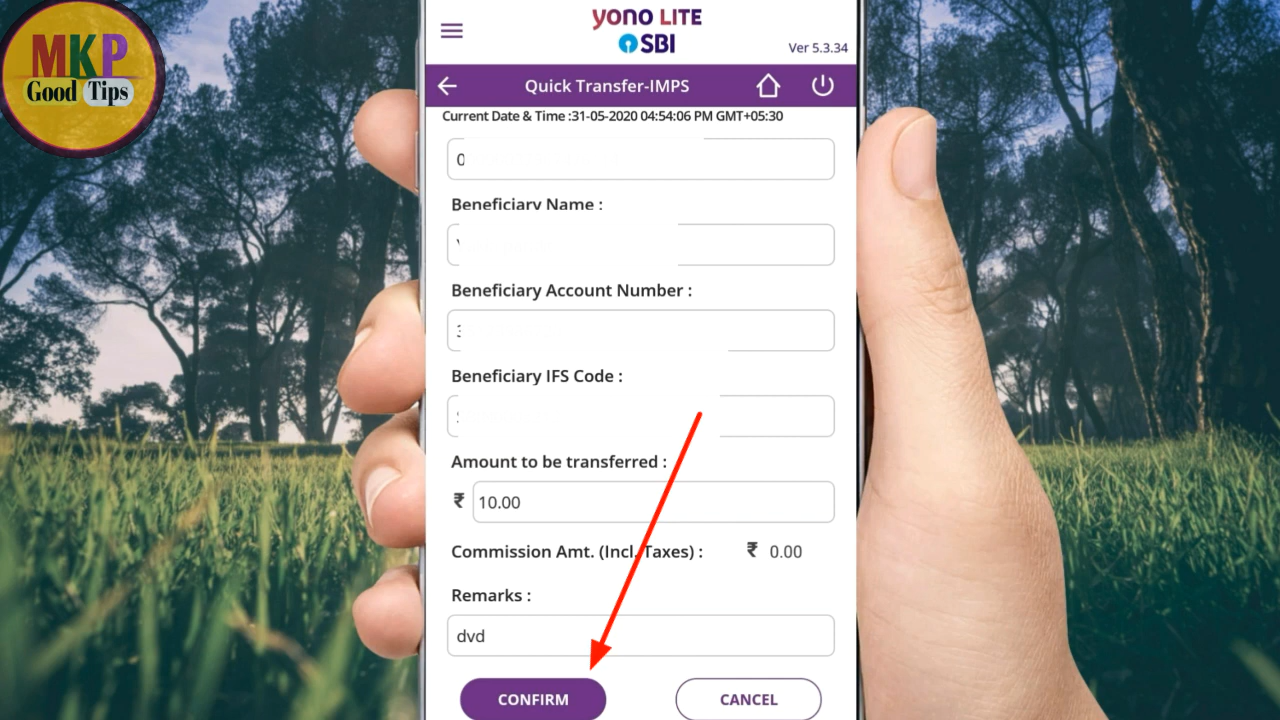 MKP
Good Tips
yono LITE
SBI
Ver 5.3.34
Quick Transfer-IMPS
Current Date & Time :31-05-2020 04:54:06 PM GMT+05:30
0
Beneficiary Name :
Beneficiary Account Number :
3
Beneficiary IFS Code :
Amount to be transferred :
₹ 10.00
Commission Amt. (Incl. Taxes) : ₹ 0.00
Remarks :
dvd
CONFIRM CANCEL